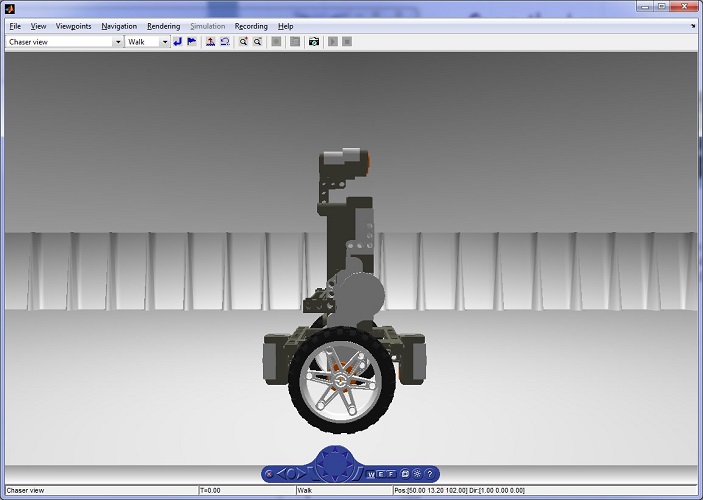 File View Viewpoints Navigation Rendering Simulation Recording Help
Chaser view Walk
W E F ?
Chaser view T=0.00 Walk Pos:[50.00 13.20 102.00] Dir:[1.00 0.00 0.00]